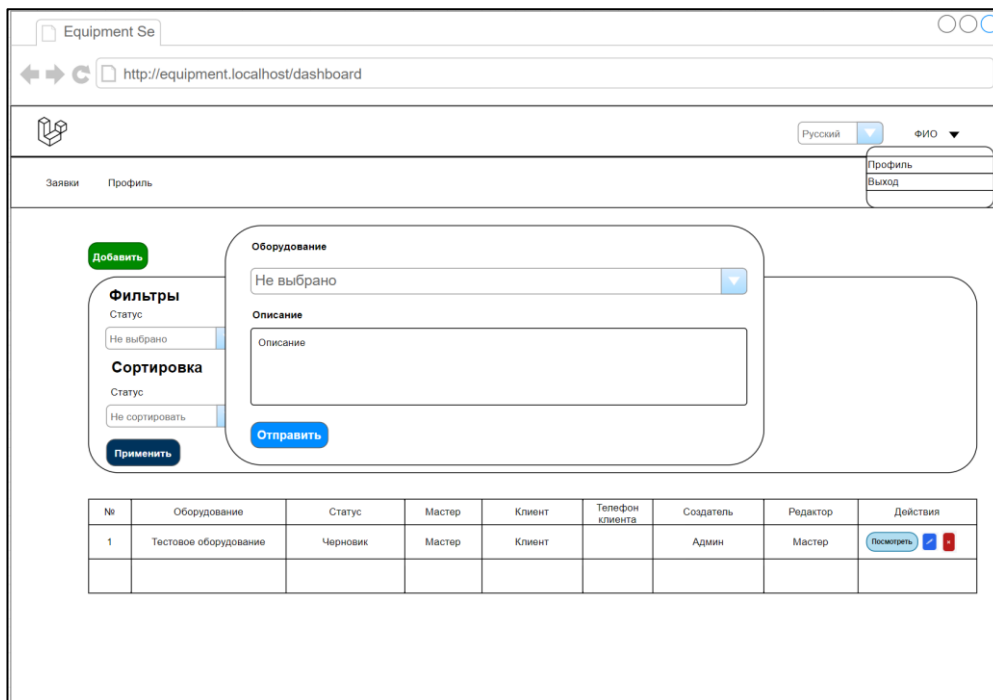 Equipment Se
http://equipment.localhost/dashboard
Русский
ФИО
Профиль
Выход
Заявки Профиль
Добавить
Фильтры
Статус
Не выбрано
Сортировка
Статус
Не сортировать
Применить
Оборудование
Не выбрано
Описание
Описание
Отправить
№ Оборудование Статус Мастер Клиент Телефон клиента Создатель Редактор Действия
1 Тестовое оборудование Черновик Мастер Клиент Админ Мастер Посмотреть